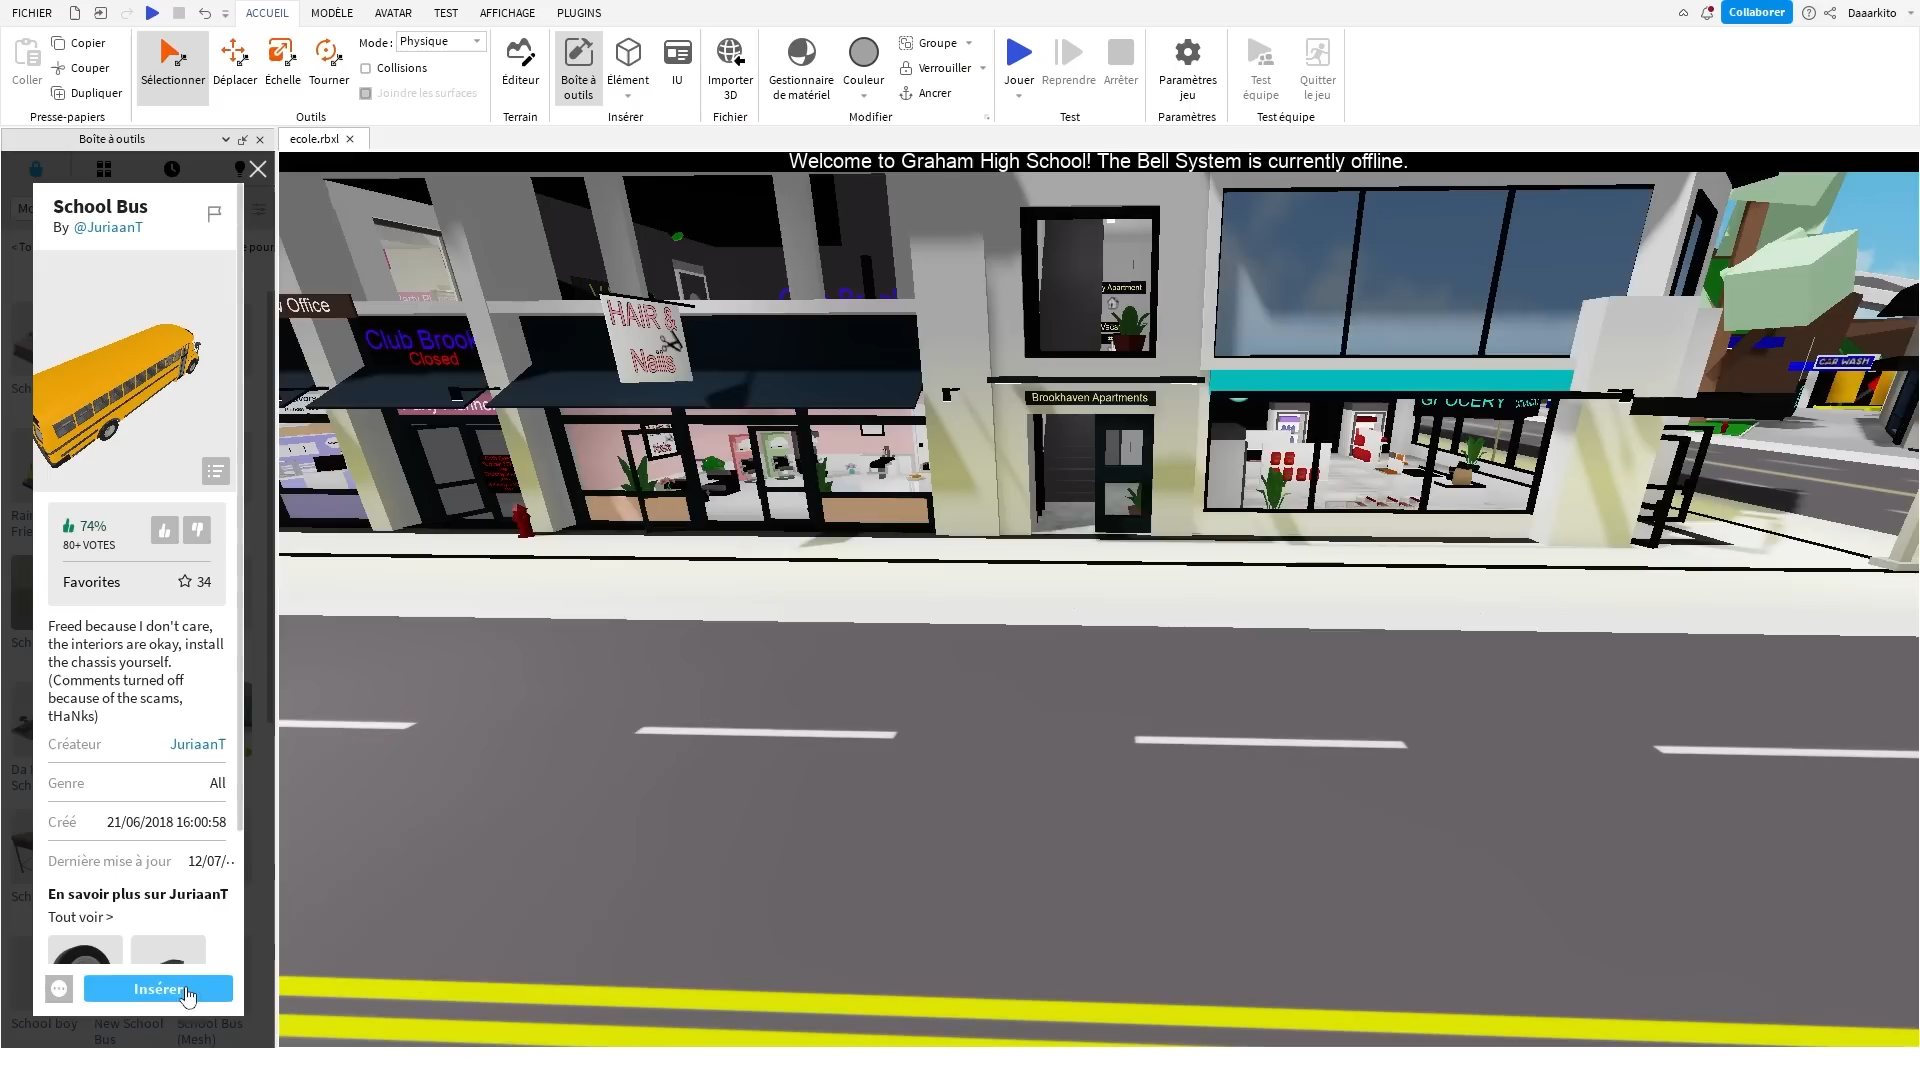 FICHIER
ACCUEIL
MODÈLE
AVATAR
TEST
AFFICHAGE
PLUGINS
Collaborer
Daaarkito
Coller
Copier
Couper
Dupliquer
Presse-papiers
Sélectionner
Déplacer
Échelle
Tourner
Mode :
Physique
Collisions
Joindre les surfaces
Outils
Éditeur
Terrain
Boîte à
outils
Élément
IU
Insérer
Importer
3D
Fichier
Gestionnaire
de matériel
Couleur
Groupe
Verrouiller
Ancrer
Modifier
Jouer
Reprendre
Arrêter
Test
Paramètres
jeu
Paramètres
Test
équipe
Quitter
le jeu
Test équipe
Boîte à outils
ecole.rbxl
Welcome to Graham High School! The Bell System is currently offline.
School Bus
By @JuriaanT
74%
80+ VOTES
Favorites
34
Freed because I don't care,
the interiors are okay, install
the chassis yourself.
(Comments turned off
because of the scams,
tHaNks)
Créateur
JuriaanT
Genre
All
Créé
21/06/2018 16:00:58
Dernière mise à jour
12/07/..
En savoir plus sur JuriaanT
Tout voir >
Insérer
School boy
New School
Bus
School Bus
(Mesh)
Office
Club Brook
Closed
HAIR &
Nails
Brookhaven Apartments
GROCERY
CAR WASH